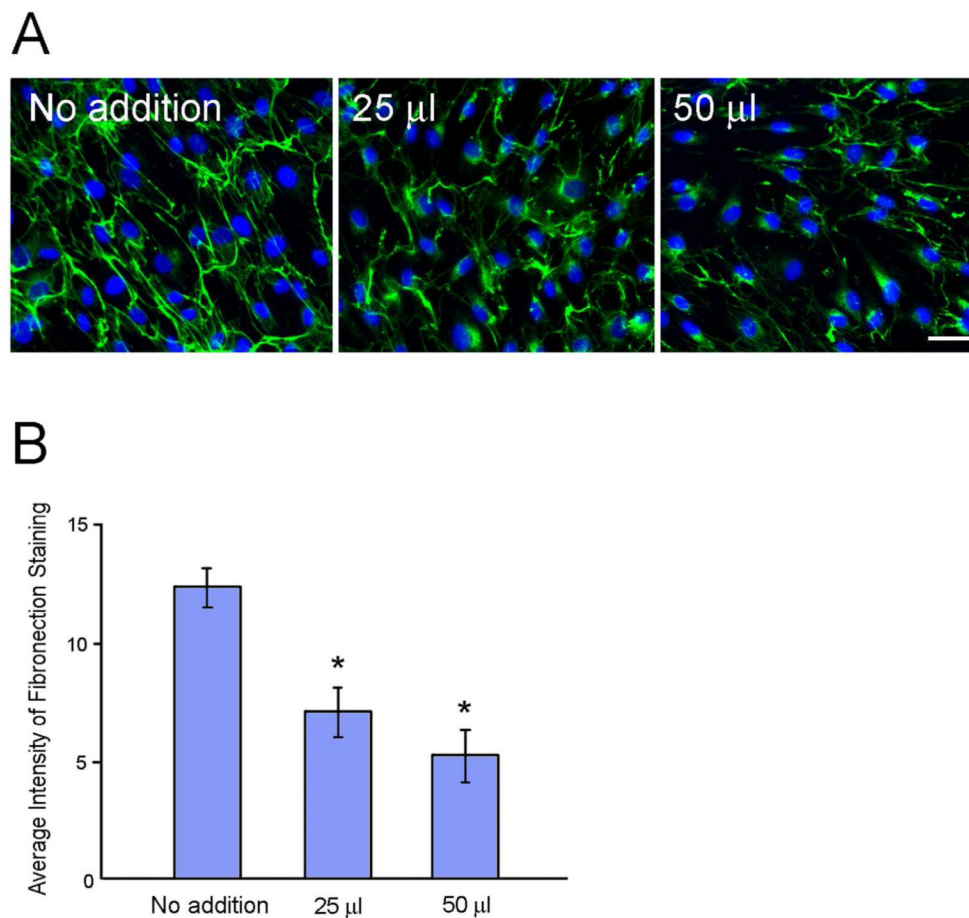 A
No addition
25 µl
50 µl
B
Average Intensity of Fibronection Staining
15
10
5
0
*
*
No addition
25 µl
50 µl